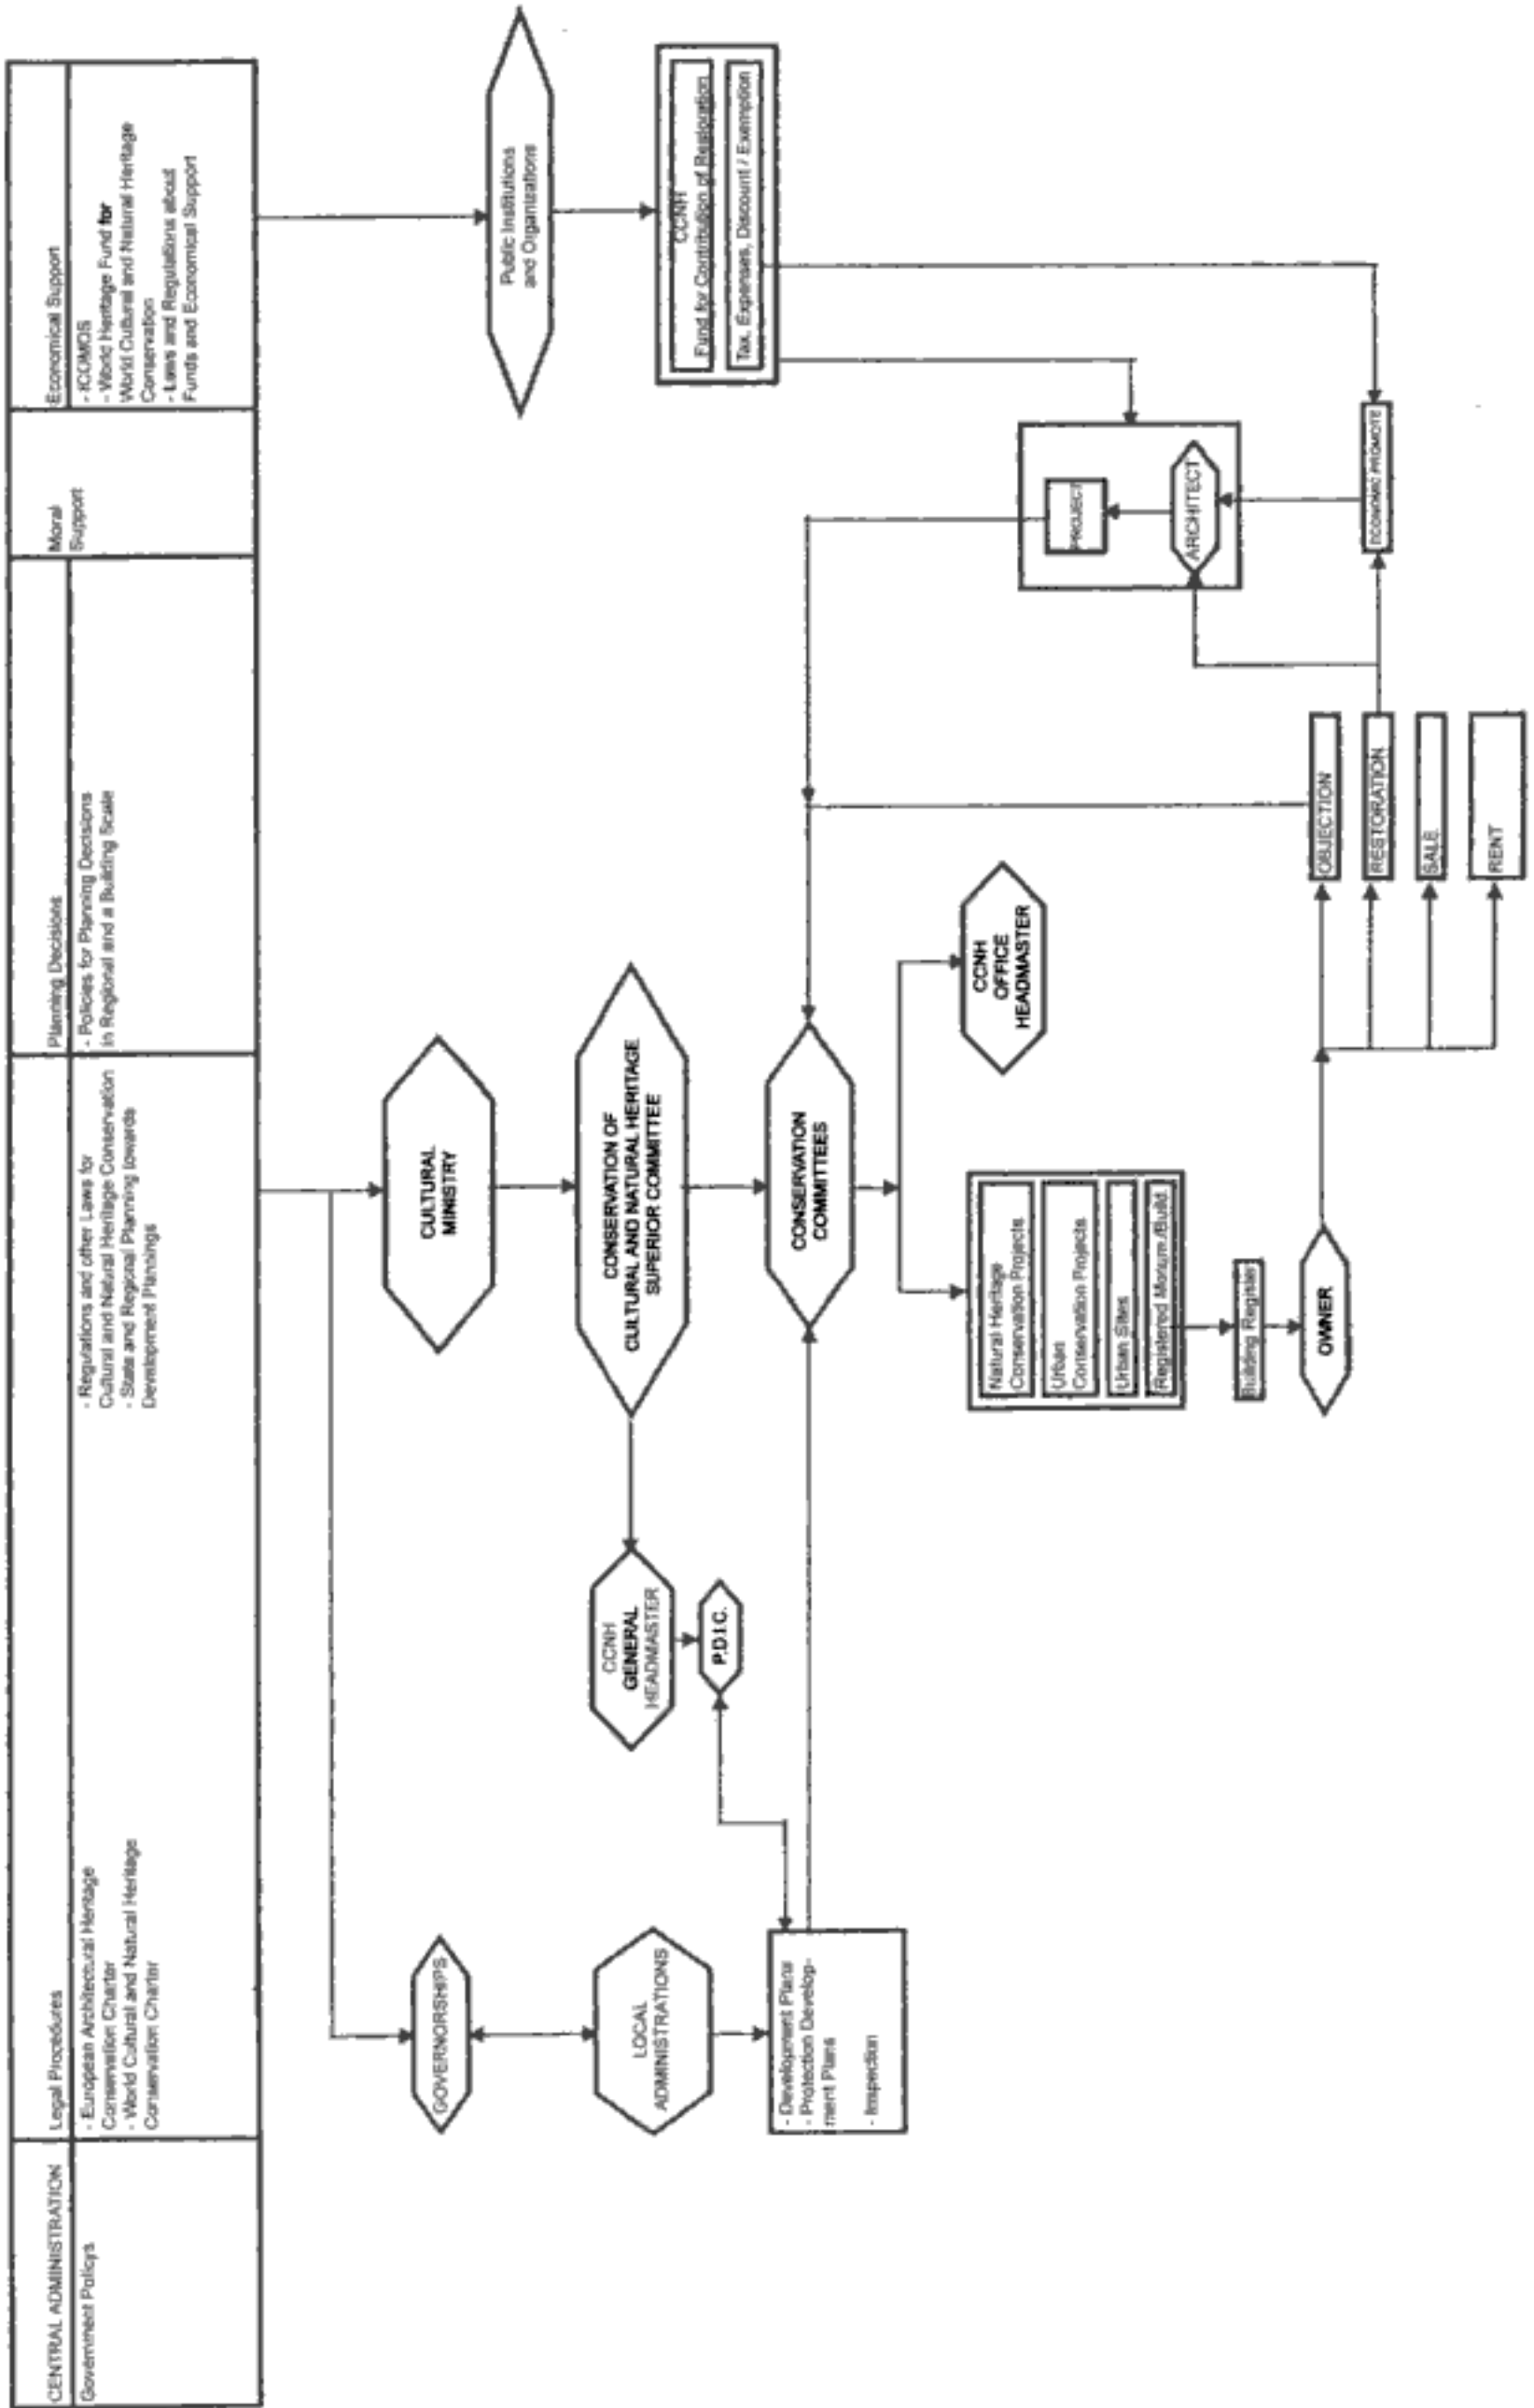 CENTRAL ADMINISTRATION
Government Policys
Legal Procedures
- European Architectural Heritage
Conservation Charter
- World Cultural and Natural Heritage
Conservation Charter
- Regulations and other Laws for
Cultural and Natural Heritage Conservation
- State and Regional Planning towards
Development Plannings
Planning Decisions
- Policies for Planning Decisions
in Regional and a Building Scale
Moral
Support
Economical Support
- ICOMOS
- World Heritage Fund for
World Cultural and Natural Heritage
Conservation
- Laws and Regulations about
Funds and Economical Support
GOVERNORSHIPS
CULTURAL
MINISTRY
Public Institutions
and Organizations
LOCAL
ADMINISTRATIONS
CCNH
GENERAL
HEADMASTER
CONSERVATION OF
CULTURAL AND NATURAL HERITAGE
SUPERIOR COMMITTEE
CCNH
Fund for Contribution of Restoration
Tax, Expenses, Discount / Exemption
P.D.I.C.
- Development Plans
- Protection Develop-
ment Plans
- Inspection
CONSERVATION
COMMITTEES
Natural Heritage
Conservation Projects
Urban
Conservation Projects
Urban Sites
Registered Monum./Build.
CCNH
OFFICE
HEADMASTER
PROJECT
ARCHITECT
Building Register
OWNER
OBJECTION
RESTORATION
SALE
RENT
ECONOMIC PROMOTE